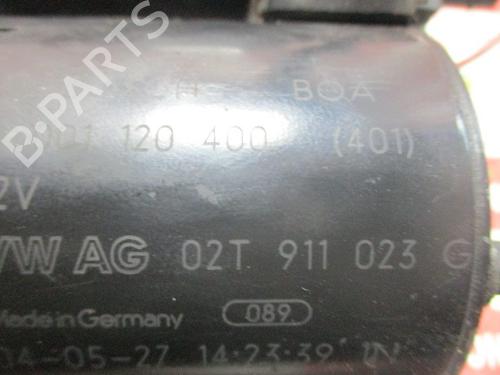 BOA
120 400 (401)
2V
VW AG 02T 911 023 G
Made in Germany 089
04-05-27 14:23:39
B-PARTS